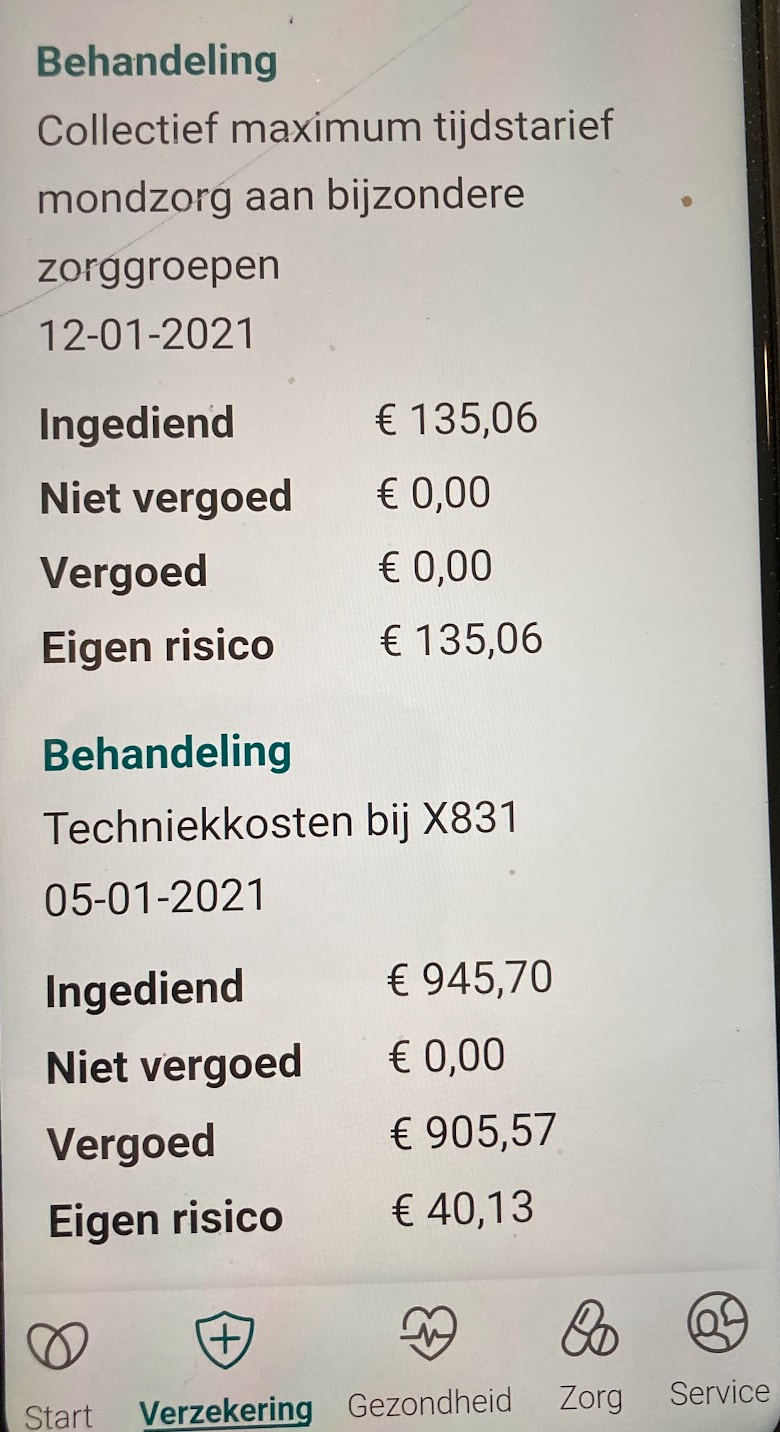 Behandeling
Collectief maximum tijdstarief
mondzorg aan bijzondere
zorggroepen
12-01-2021
Ingediend € 135,06
Niet vergoed € 0,00
Vergoed € 0,00
Eigen risico € 135,06
Behandeling
Techniekkosten bij X831
05-01-2021
Ingediend € 945,70
Niet vergoed € 0,00
Vergoed € 905,57
Eigen risico € 40,13
Start Verzekering Gezondheid Zorg Service